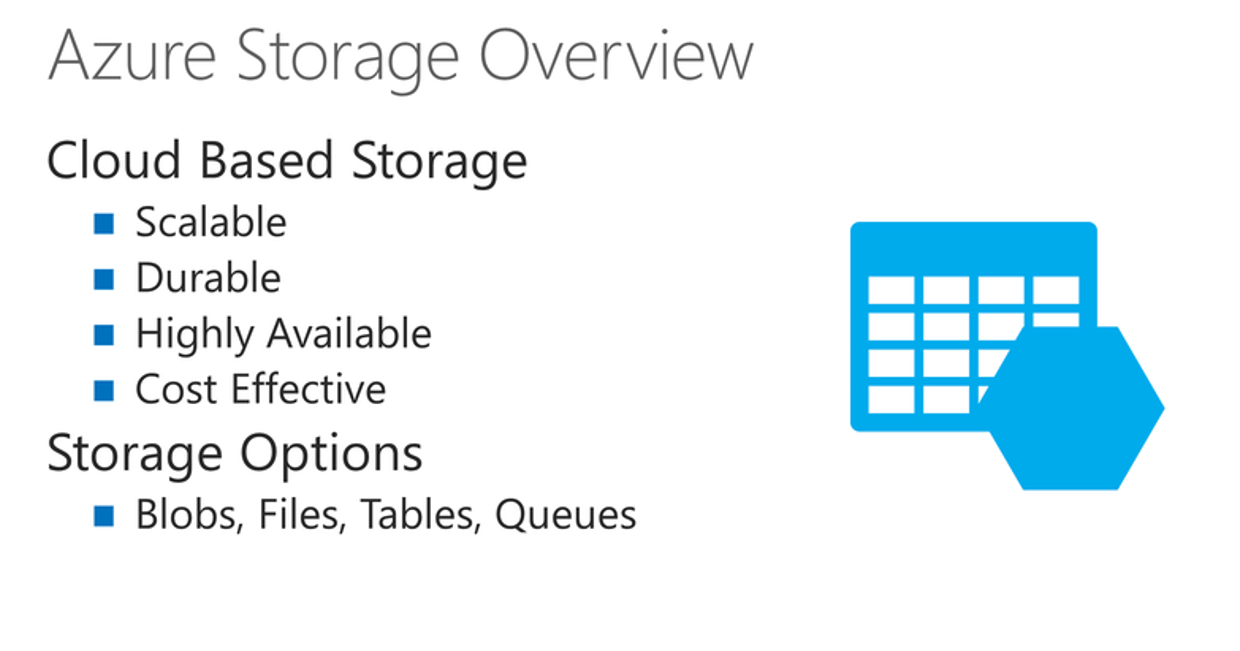 Azure Storage Overview
Cloud Based Storage
Scalable
Durable
Highly Available
Cost Effective
Storage Options
Blobs, Files, Tables, Queues